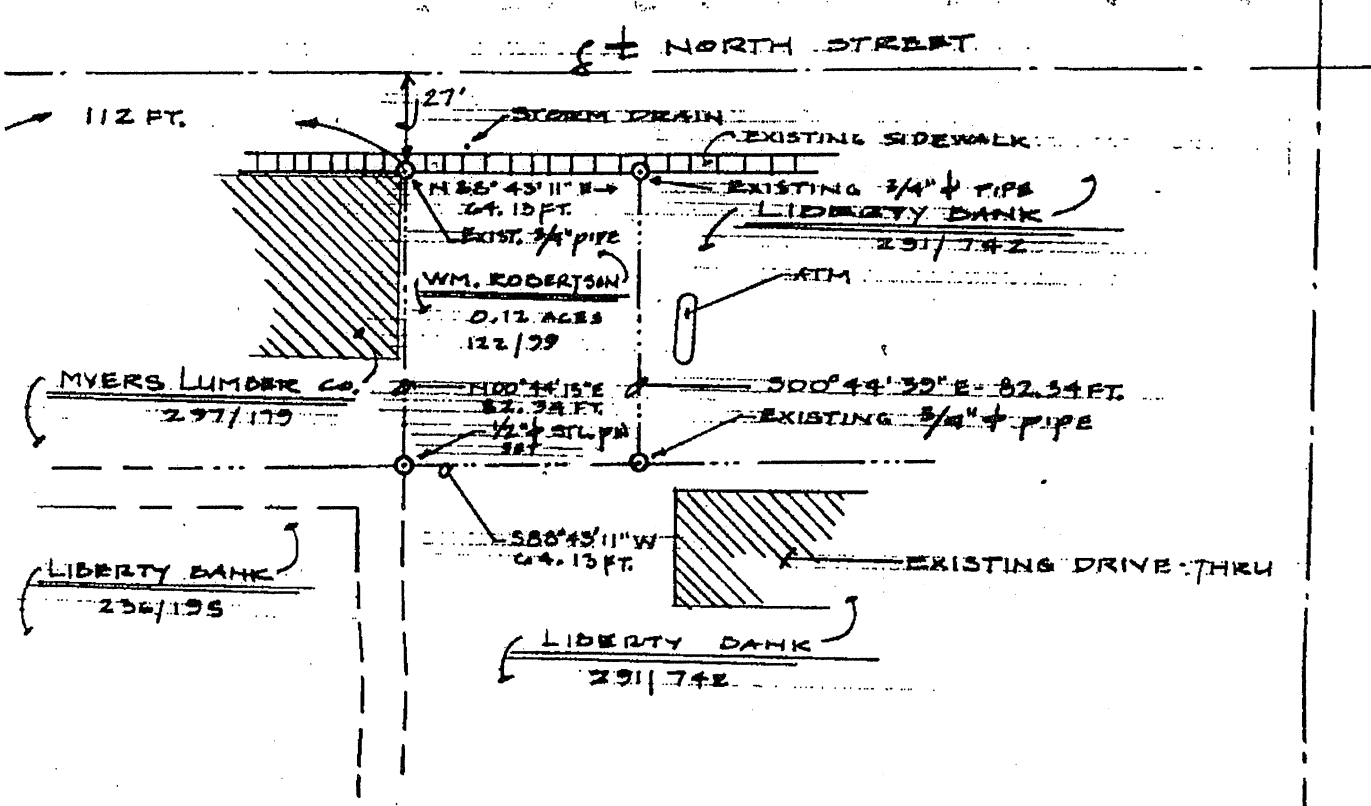 ℄ NORTH STREET
27'
112 FT.
STORM DRAIN
EXISTING SIDEWALK
N 88° 43' 11" E
64.13 FT.
EXIST. 3/4" PIPE
EXISTING 3/4" ⌀ PIPE
LIBERTY BANK
291/742
WM. ROBERTSON
0.12 ACES
122/99
ATM
MYERS LUMBER CO.
297/179
N00° 44' 15" E
82.34 FT.
1/2" ⌀ STL. PN
SET
S00° 44' 39" E - 82.34 FT.
EXISTING 3/4" ⌀ PIPE
S88° 43' 11" W
64.13 FT.
EXISTING DRIVE-THRU
LIBERTY BANK
236/195
LIBERTY BANK
291/742